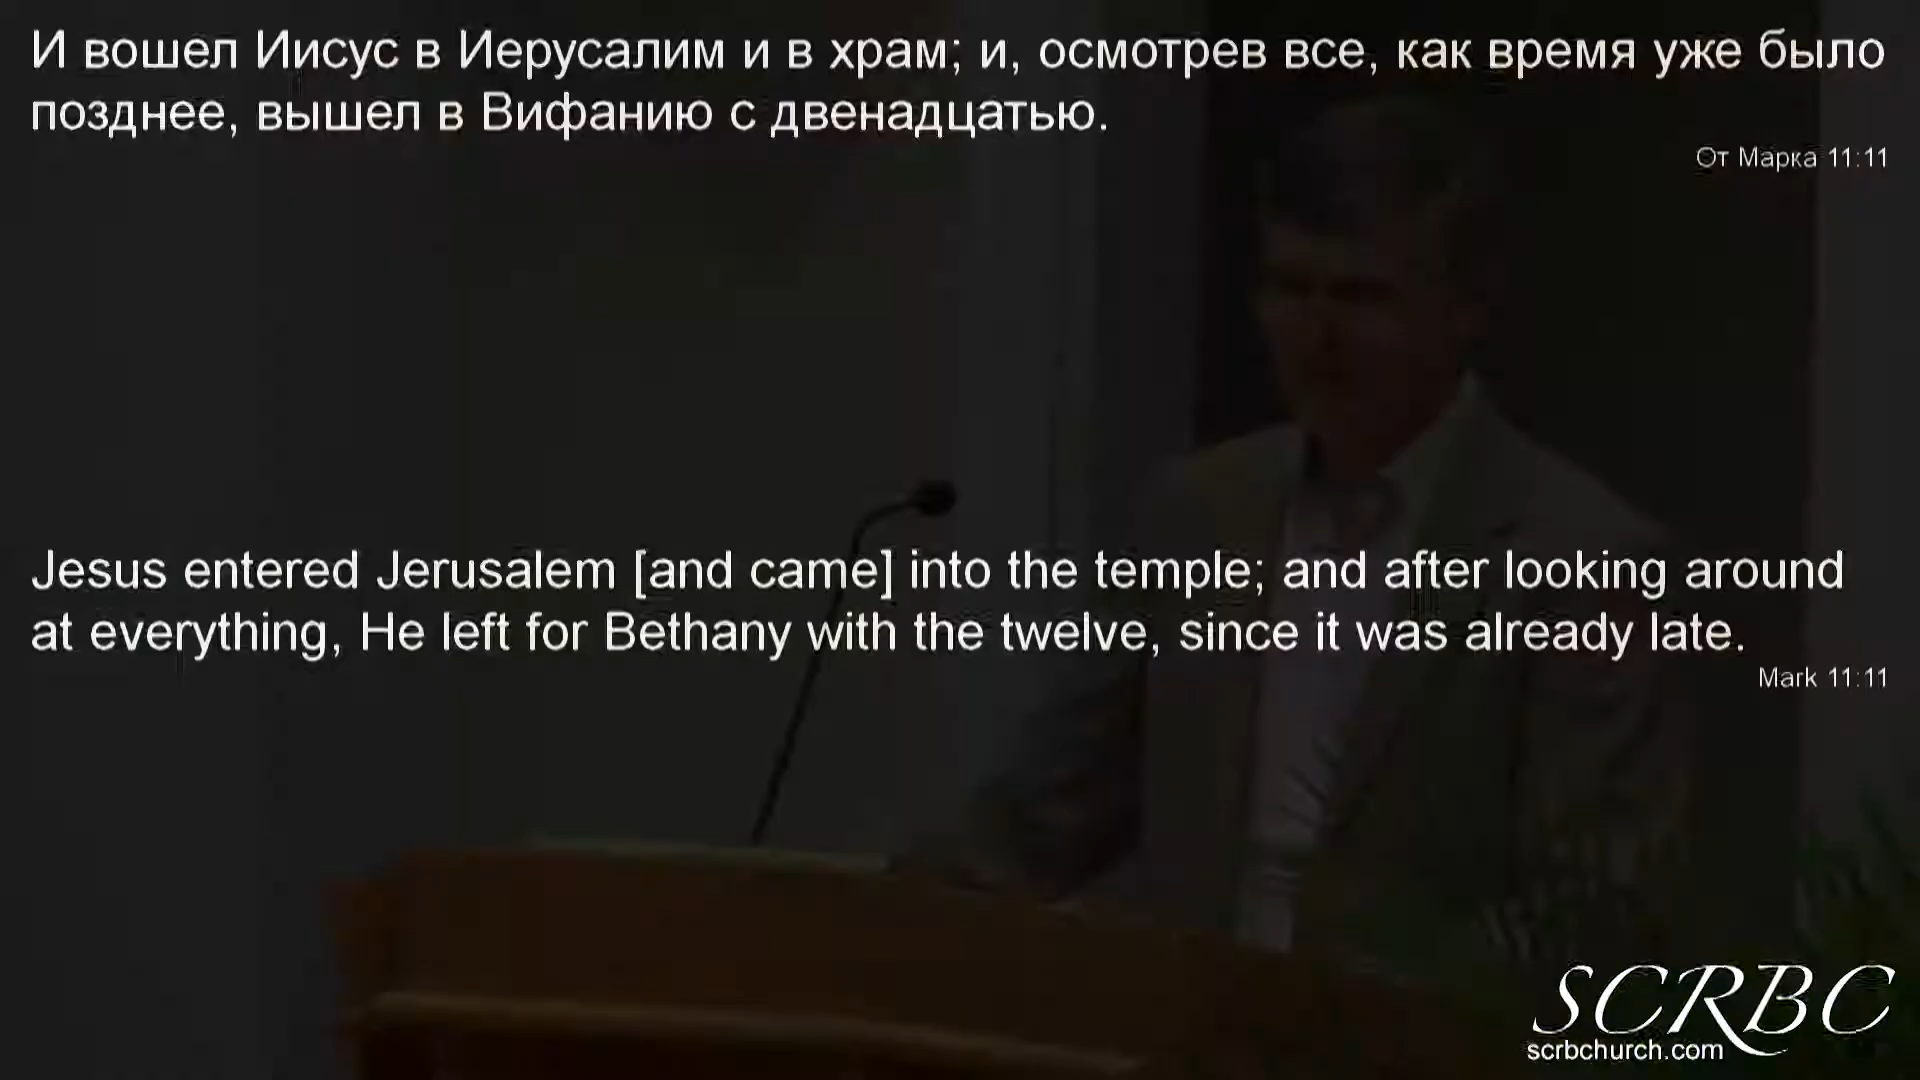 И вошел Иисус в Иерусалим и в храм; и, осмотрев все, как время уже было
позднее, вышел в Вифанию с двенадцатью.
От Марка 11:11
Jesus entered Jerusalem [and came] into the temple; and after looking around
at everything, He left for Bethany with the twelve, since it was already late.
Mark 11:11
SCRBC
scrbchurch.com